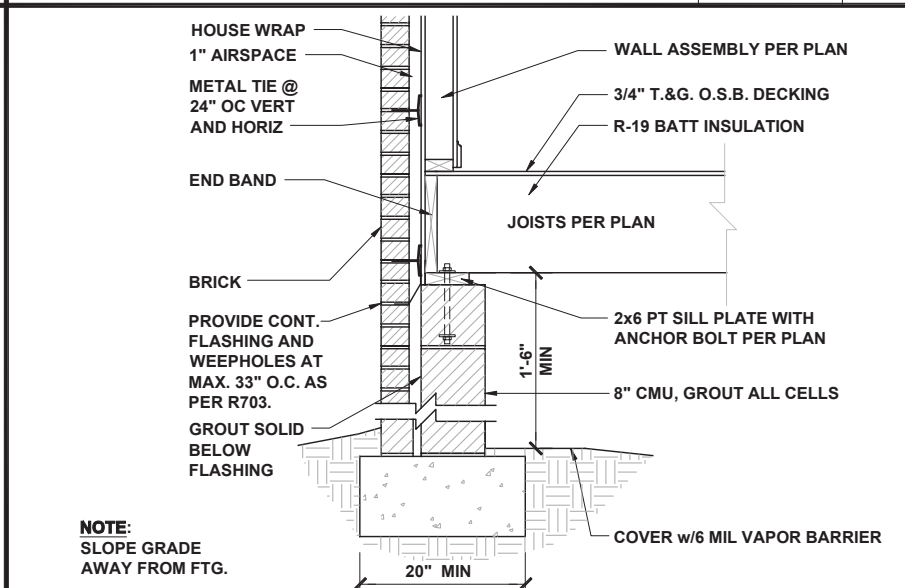 HOUSE WRAP
1" AIRSPACE
METAL TIE @
24" OC VERT
AND HORIZ
END BAND
BRICK
PROVIDE CONT.
FLASHING AND
WEEPHOLES AT
MAX. 33" O.C. AS
PER R703.
GROUT SOLID
BELOW
FLASHING
NOTE:
SLOPE GRADE
AWAY FROM FTG.
WALL ASSEMBLY PER PLAN
3/4" T.&G. O.S.B. DECKING
R-19 BATT INSULATION
JOISTS PER PLAN
2x6 PT SILL PLATE WITH
ANCHOR BOLT PER PLAN
1'-6"
MIN
8" CMU, GROUT ALL CELLS
COVER w/6 MIL VAPOR BARRIER
20" MIN